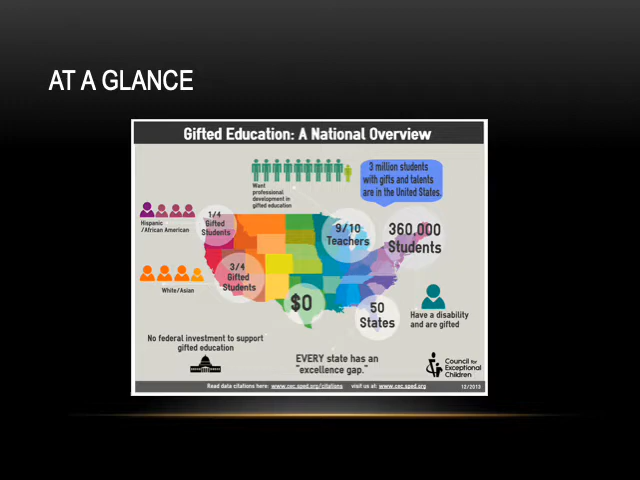 AT A GLANCE
Gifted Education: A National Overview
Want
professional
development in
gifted education
3 million students
with gifts and talents
are in the United States.
Hispanic
/African American
1/4
Gifted
Students
9/10
Teachers
360.000
Students
White/Asian
3/4
Gifted
Students
$0
50
States
Have a disability
and are gifted
No federal investment to support
gifted education
EVERY state has an
"excellence gap."
Council for
Exceptional
Children
Read data citations here: www.cec.sped.org/citations visit us at: www.cec.sped.org
12/2013